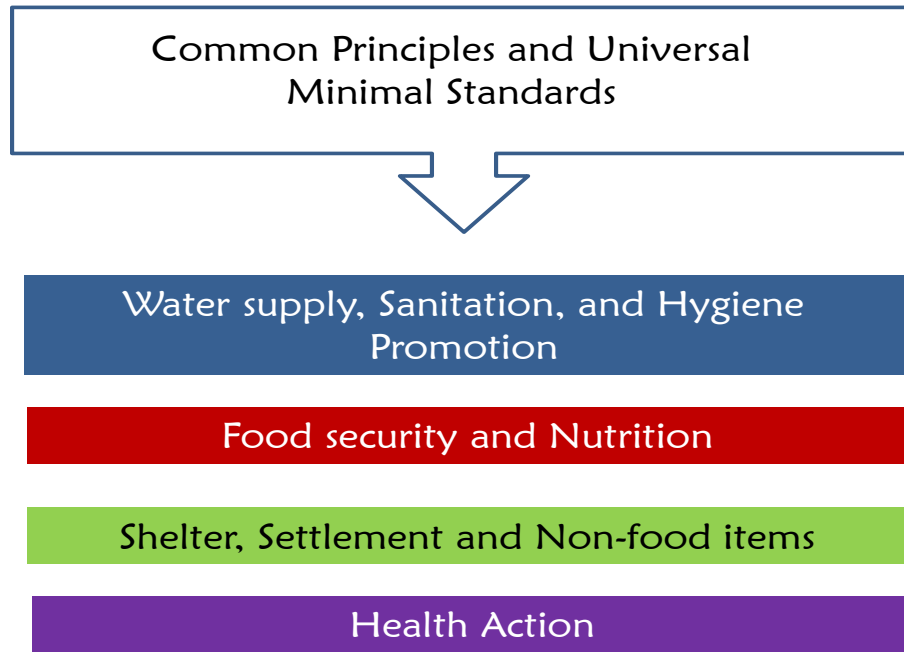 Common Principles and Universal
Minimal Standards
Water supply, Sanitation, and Hygiene
Promotion
Food security and Nutrition
Shelter, Settlement and Non-food items
Health Action